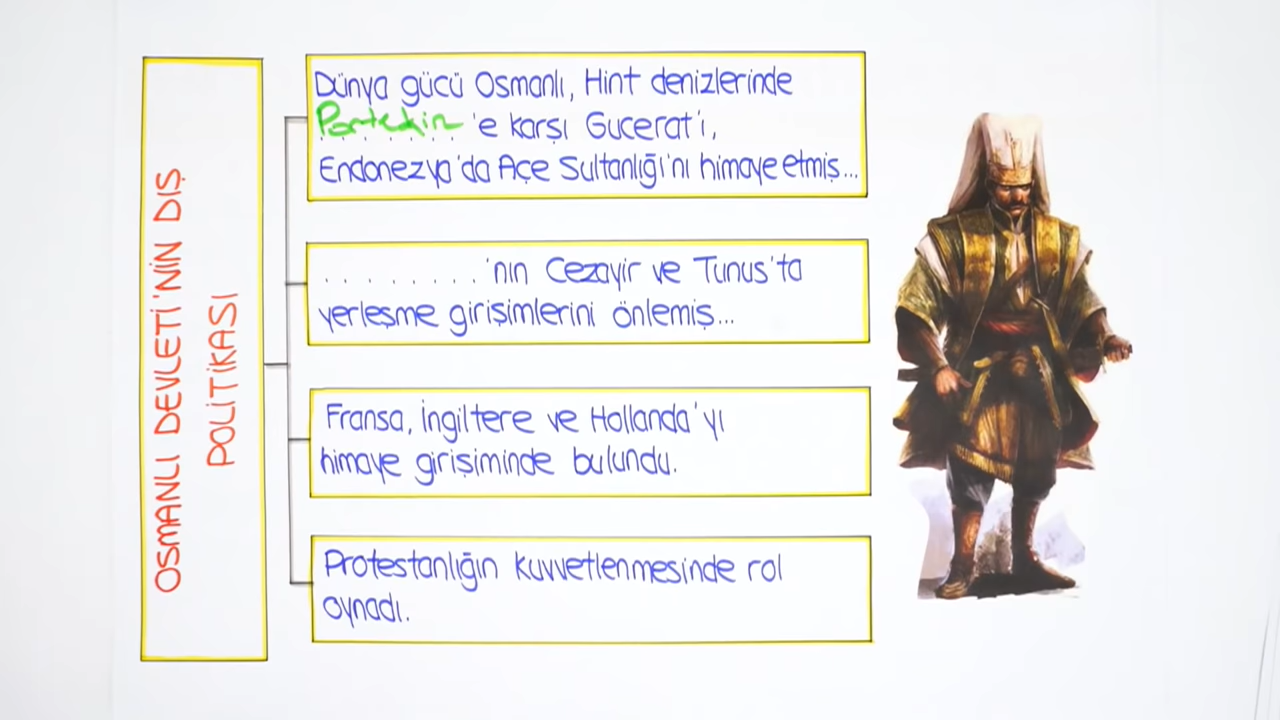 OSMANLI DEVLETİ'NİN DIŞ
POLİTİKASI
Dünya gücü Osmanlı, Hint denizlerinde
Portekiz 'e karşı Gucerat'ı,
Endonezya'da Açe Sultanlığı'nı himaye etmiş...
........'nın Cezayir ve Tunus'ta
yerleşme girişimlerini önlemiş...
Fransa, İngiltere ve Hollanda'yı
himaye girişiminde bulundu.
Protestanlığın kuvvetlenmesinde rol
oynadı.